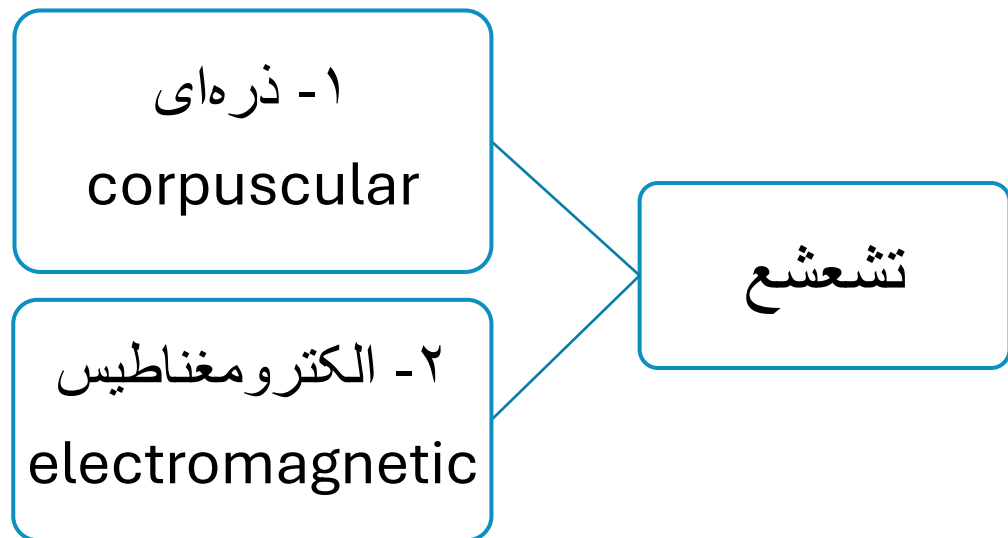 تشعشع
۱- ذره‌ای
corpuscular
۲- الکترومغناطیس
electromagnetic